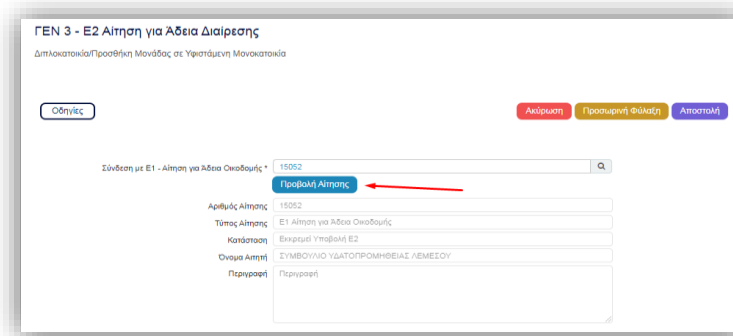 ΓΕΝ 3 - Ε2 Αίτηση για Άδεια Διαίρεσης
Διπλοκατοικία/Προσθήκη Μονάδας σε Υφιστάμενη Μονοκατοικία
Οδηγίες Ακύρωση Προσωρινή Φύλαξη Αποστολή
Σύνδεση με Ε1 - Αίτηση για Άδεια Οικοδομής * 15052
Προβολή Αίτησης
Αριθμός Αίτησης 15052
Τύπος Αίτησης Ε1 Αίτηση για Άδεια Οικοδομής
Κατάσταση Εκκρεμεί Υποβολή Ε2
Όνομα Αιτητή ΣΥΜΒΟΥΛΙΟ ΥΔΑΤΟΠΡΟΜΗΘΕΙΑΣ ΛΕΜΕΣΟΥ
Περιγραφή Περιγραφή